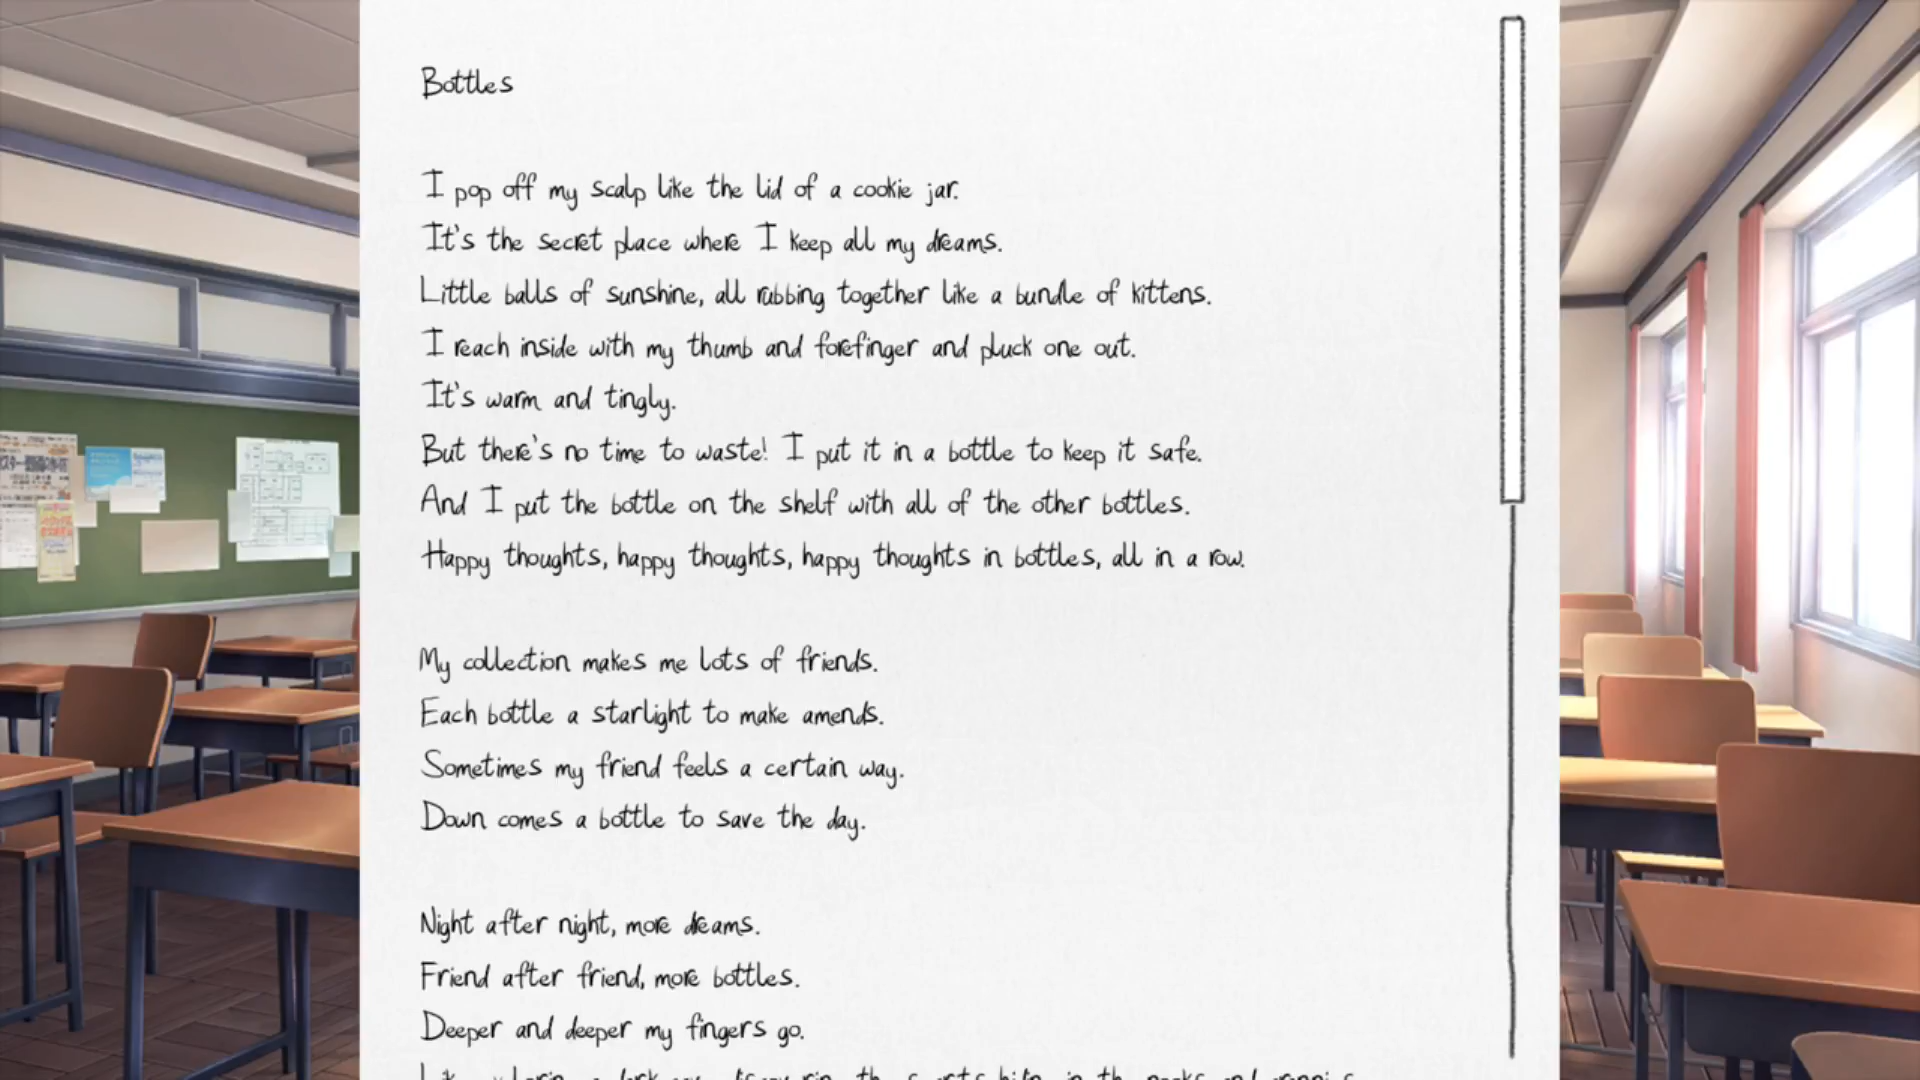 Bottles
I pop off my scalp like the lid of a cookie jar.
It's the secret place where I keep all my dreams.
Little balls of sunshine, all rubbing together like a bundle of kittens.
I reach inside with my thumb and forefinger and pluck one out.
It's warm and tingly.
But there's no time to waste! I put it in a bottle to keep it safe.
And I put the bottle on the shelf with all of the other bottles.
Happy thoughts, happy thoughts, happy thoughts in bottles, all in a row.
My collection makes me lots of friends.
Each bottle a starlight to make amends.
Sometimes my friend feels a certain way.
Down comes a bottle to save the day.
Night after night, more dreams.
Friend after friend, more bottles.
Deeper and deeper my fingers go.